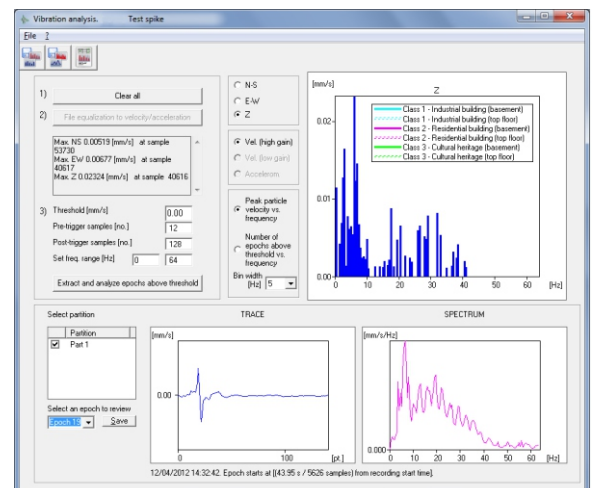 Vibration analysis. Test spike
File ?
1) Clear all
2) File equalization to velocity/acceleration
Max. NS 0.00519 [mm/s] at sample
53730
Max. EW 0.00677 [mm/s] at sample
40617
Max. Z 0.02324 [mm/s] at sample 40616
3) Threshold [mm/s] 0.00
Pre-trigger samples [no.] 12
Post-trigger samples [no.] 128
Set freq. range [Hz] 0 64
Extract and analyze epochs above threshold
N-S
E-W
Z
Vel. (high gain)
Vel. (low gain)
Accelerom.
Peak particle
velocity vs.
frequency
Number of
epochs above
threshold vs.
frequency
Bin width
[Hz] 5
[mm/s]
Z
Class 1 - Industrial building (basement)
Class 1 - Industrial building (top floor)
Class 2 - Residential building (basement)
Class 2 - Residential building (top floor)
Class 3 - Cultural heritage (basement)
Class 3 - Cultural heritage (top floor)
0.02
0.01
0.00
0 10 20 30 40 50 60 [Hz]
Select partition
Partition
Part 1
Select an epoch to review
Epoch 15 Save
TRACE
[mm/s]
0.00
0 100 [pt.]
SPECTRUM
[mm/s/Hz]
0.000
0 10 20 30 40 50 60 [Hz]
12/04/2012 14:32:42. Epoch starts at [(43.95 s / 5626 samples) from recording start time].